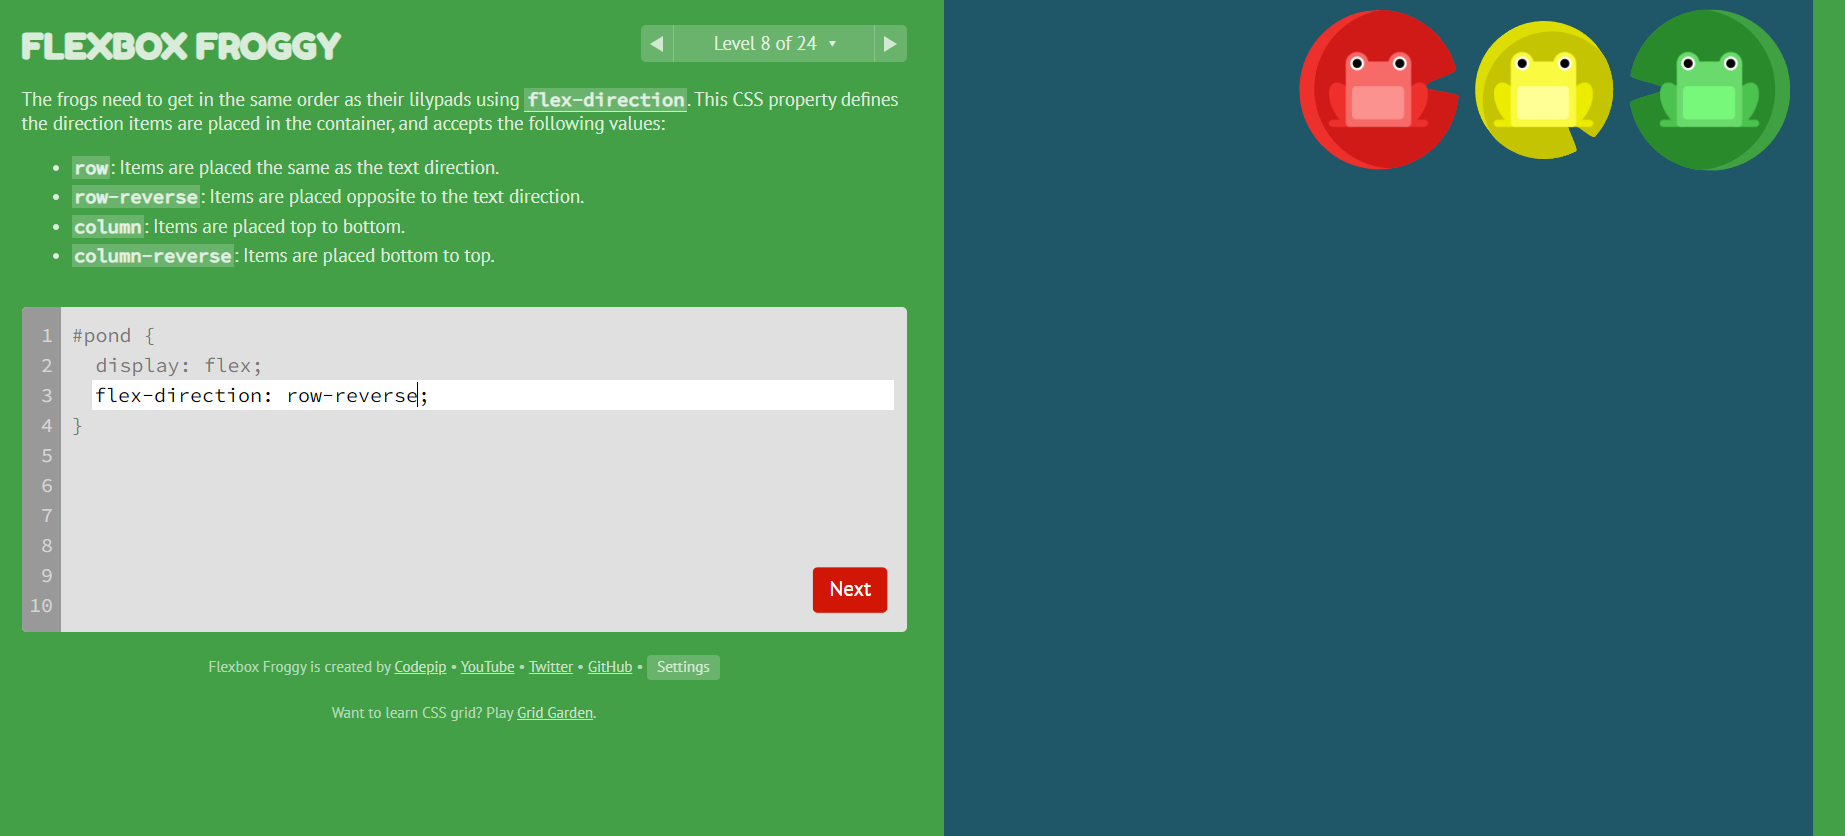 FLEXBOX FROGGY
◀ Level 8 of 24 ▼ ▶
The frogs need to get in the same order as their lilypads using flex-direction. This CSS property defines
the direction items are placed in the container, and accepts the following values:
• row: Items are placed the same as the text direction.
• row-reverse: Items are placed opposite to the text direction.
• column: Items are placed top to bottom.
• column-reverse: Items are placed bottom to top.
1 #pond {
2   display: flex;
3   flex-direction: row-reverse;
4 }
5
6
7
8
9
10
Next
Flexbox Froggy is created by Codepip • YouTube • Twitter • GitHub • Settings
Want to learn CSS grid? Play Grid Garden.